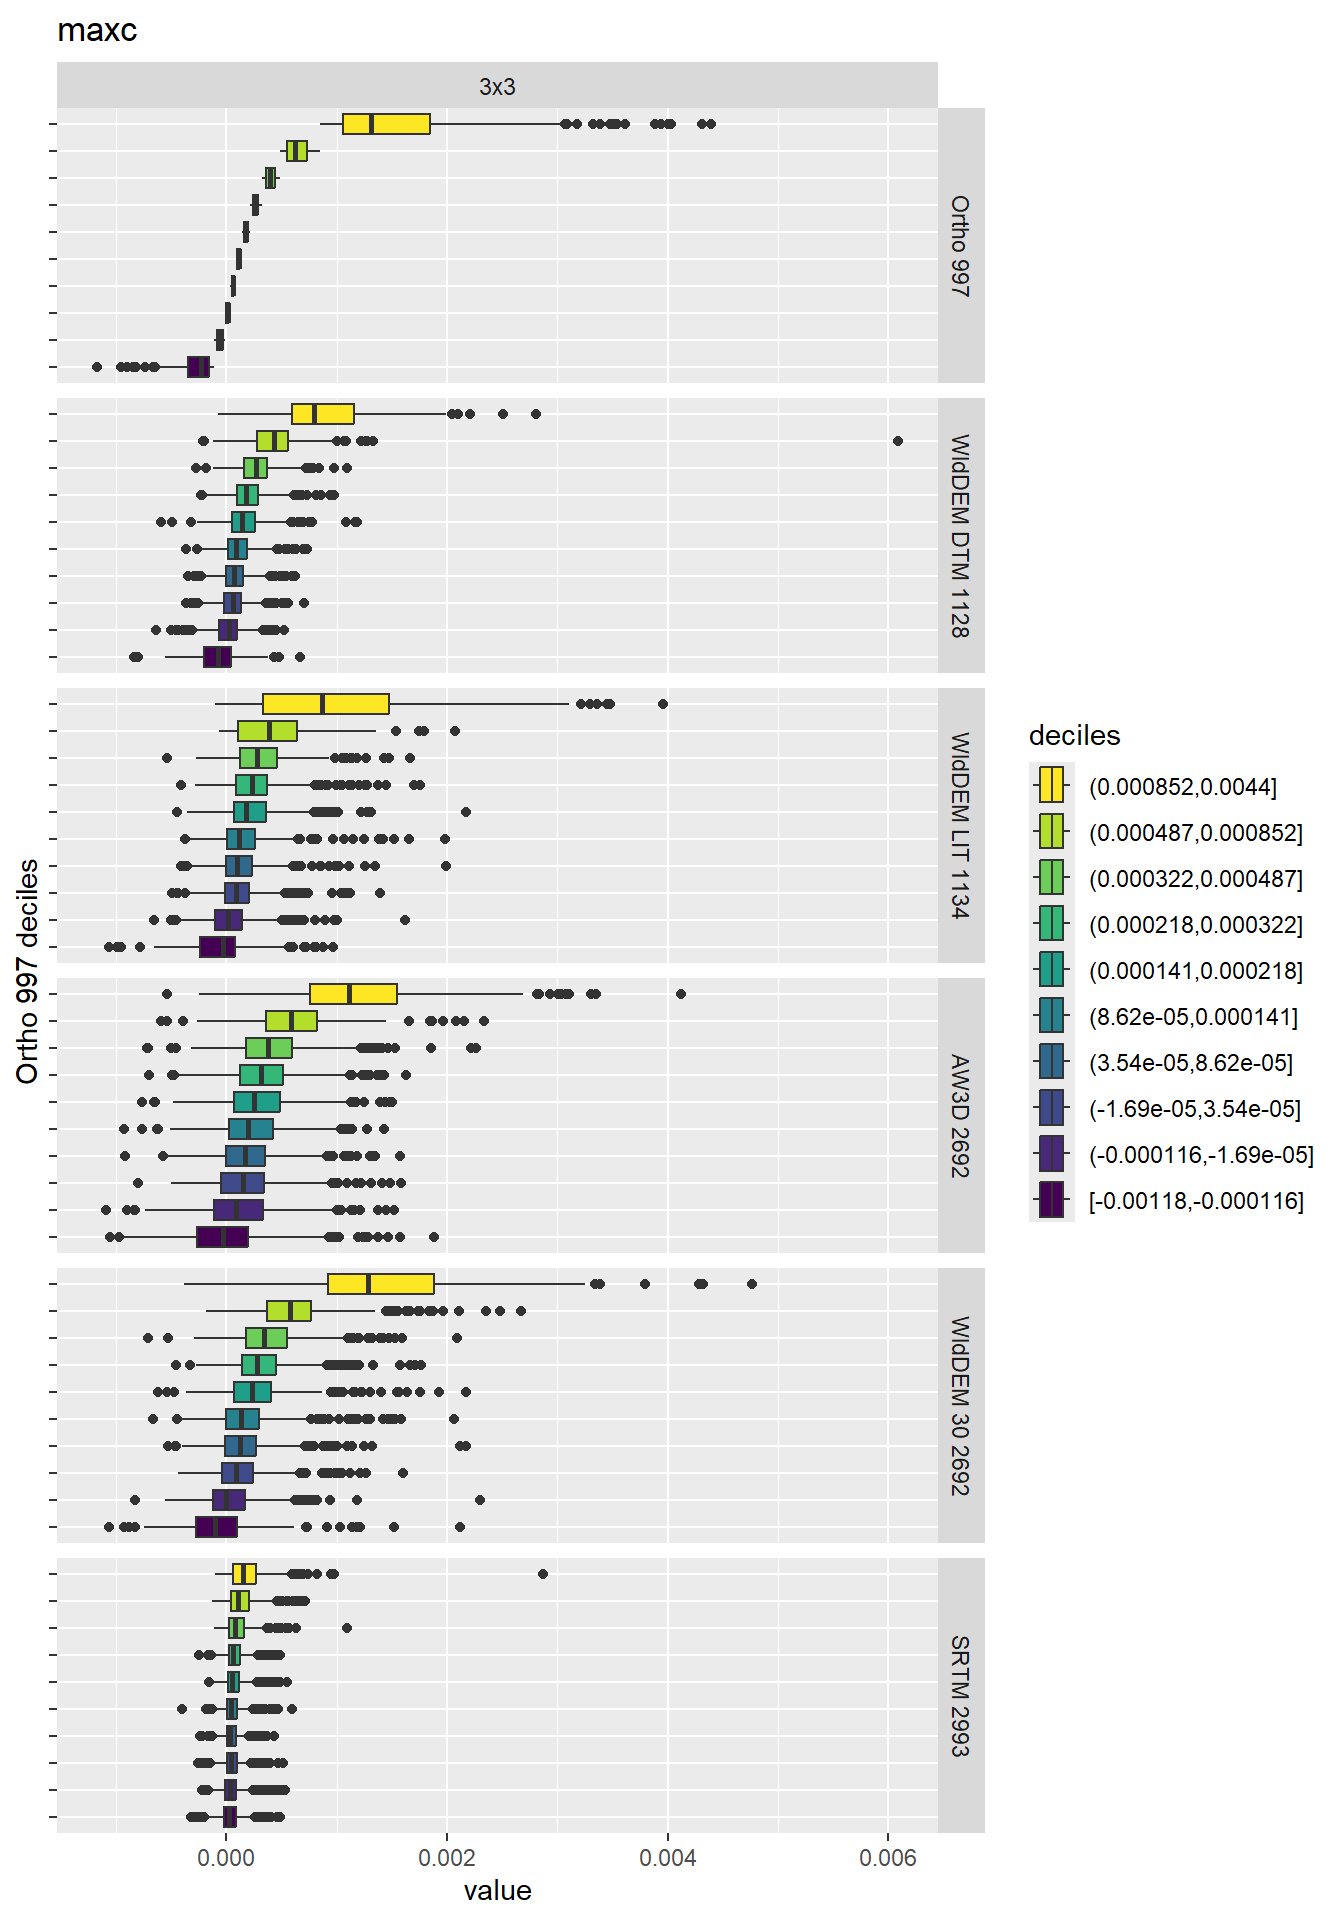 maxc
3x3
Ortho 997
WldDEM DTM 1128
WldDEM LIT 1134
AW3D 2692
WldDEM 30 2692
SRTM 2993
Ortho 997 deciles
0.000
0.002
0.004
0.006
value
deciles
(0.000852,0.0044]
(0.000487,0.000852]
(0.000322,0.000487]
(0.000218,0.000322]
(0.000141,0.000218]
(8.62e-05,0.000141]
(3.54e-05,8.62e-05]
(-1.69e-05,3.54e-05]
(-0.000116,-1.69e-05]
[-0.00118,-0.000116]